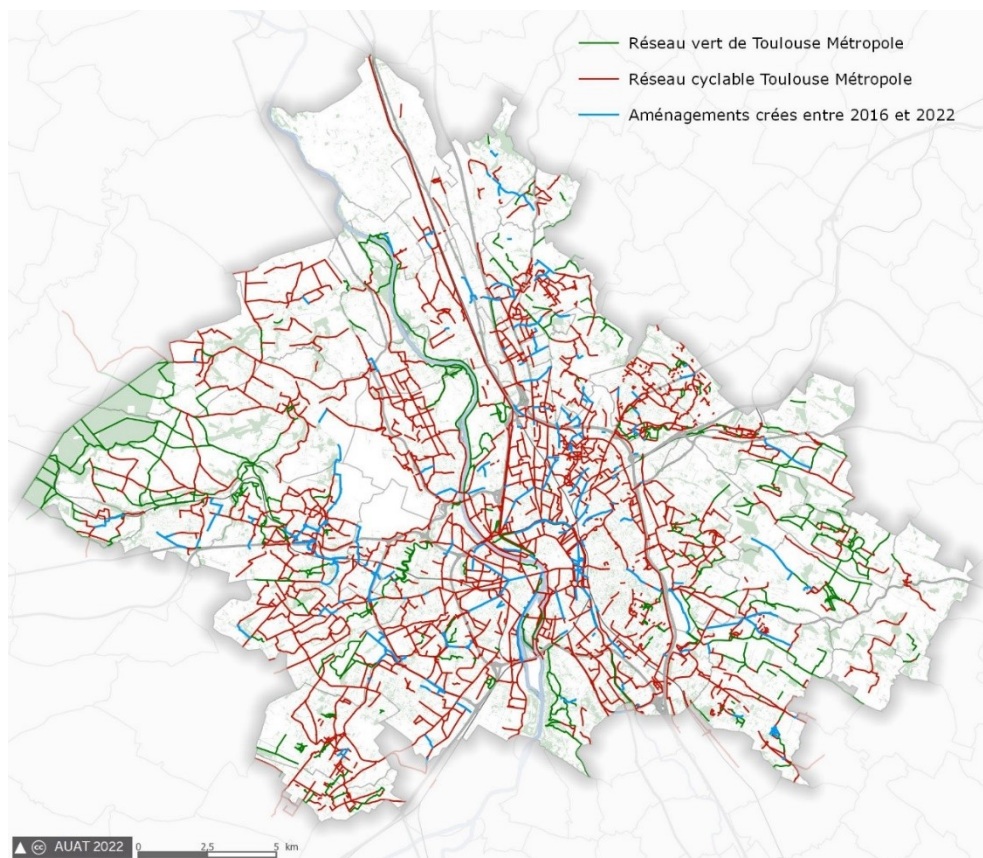 Réseau vert de Toulouse Métropole
Réseau cyclable Toulouse Métropole
Aménagements crées entre 2016 et 2022
cc AUAT 2022 0 2,5 5 km